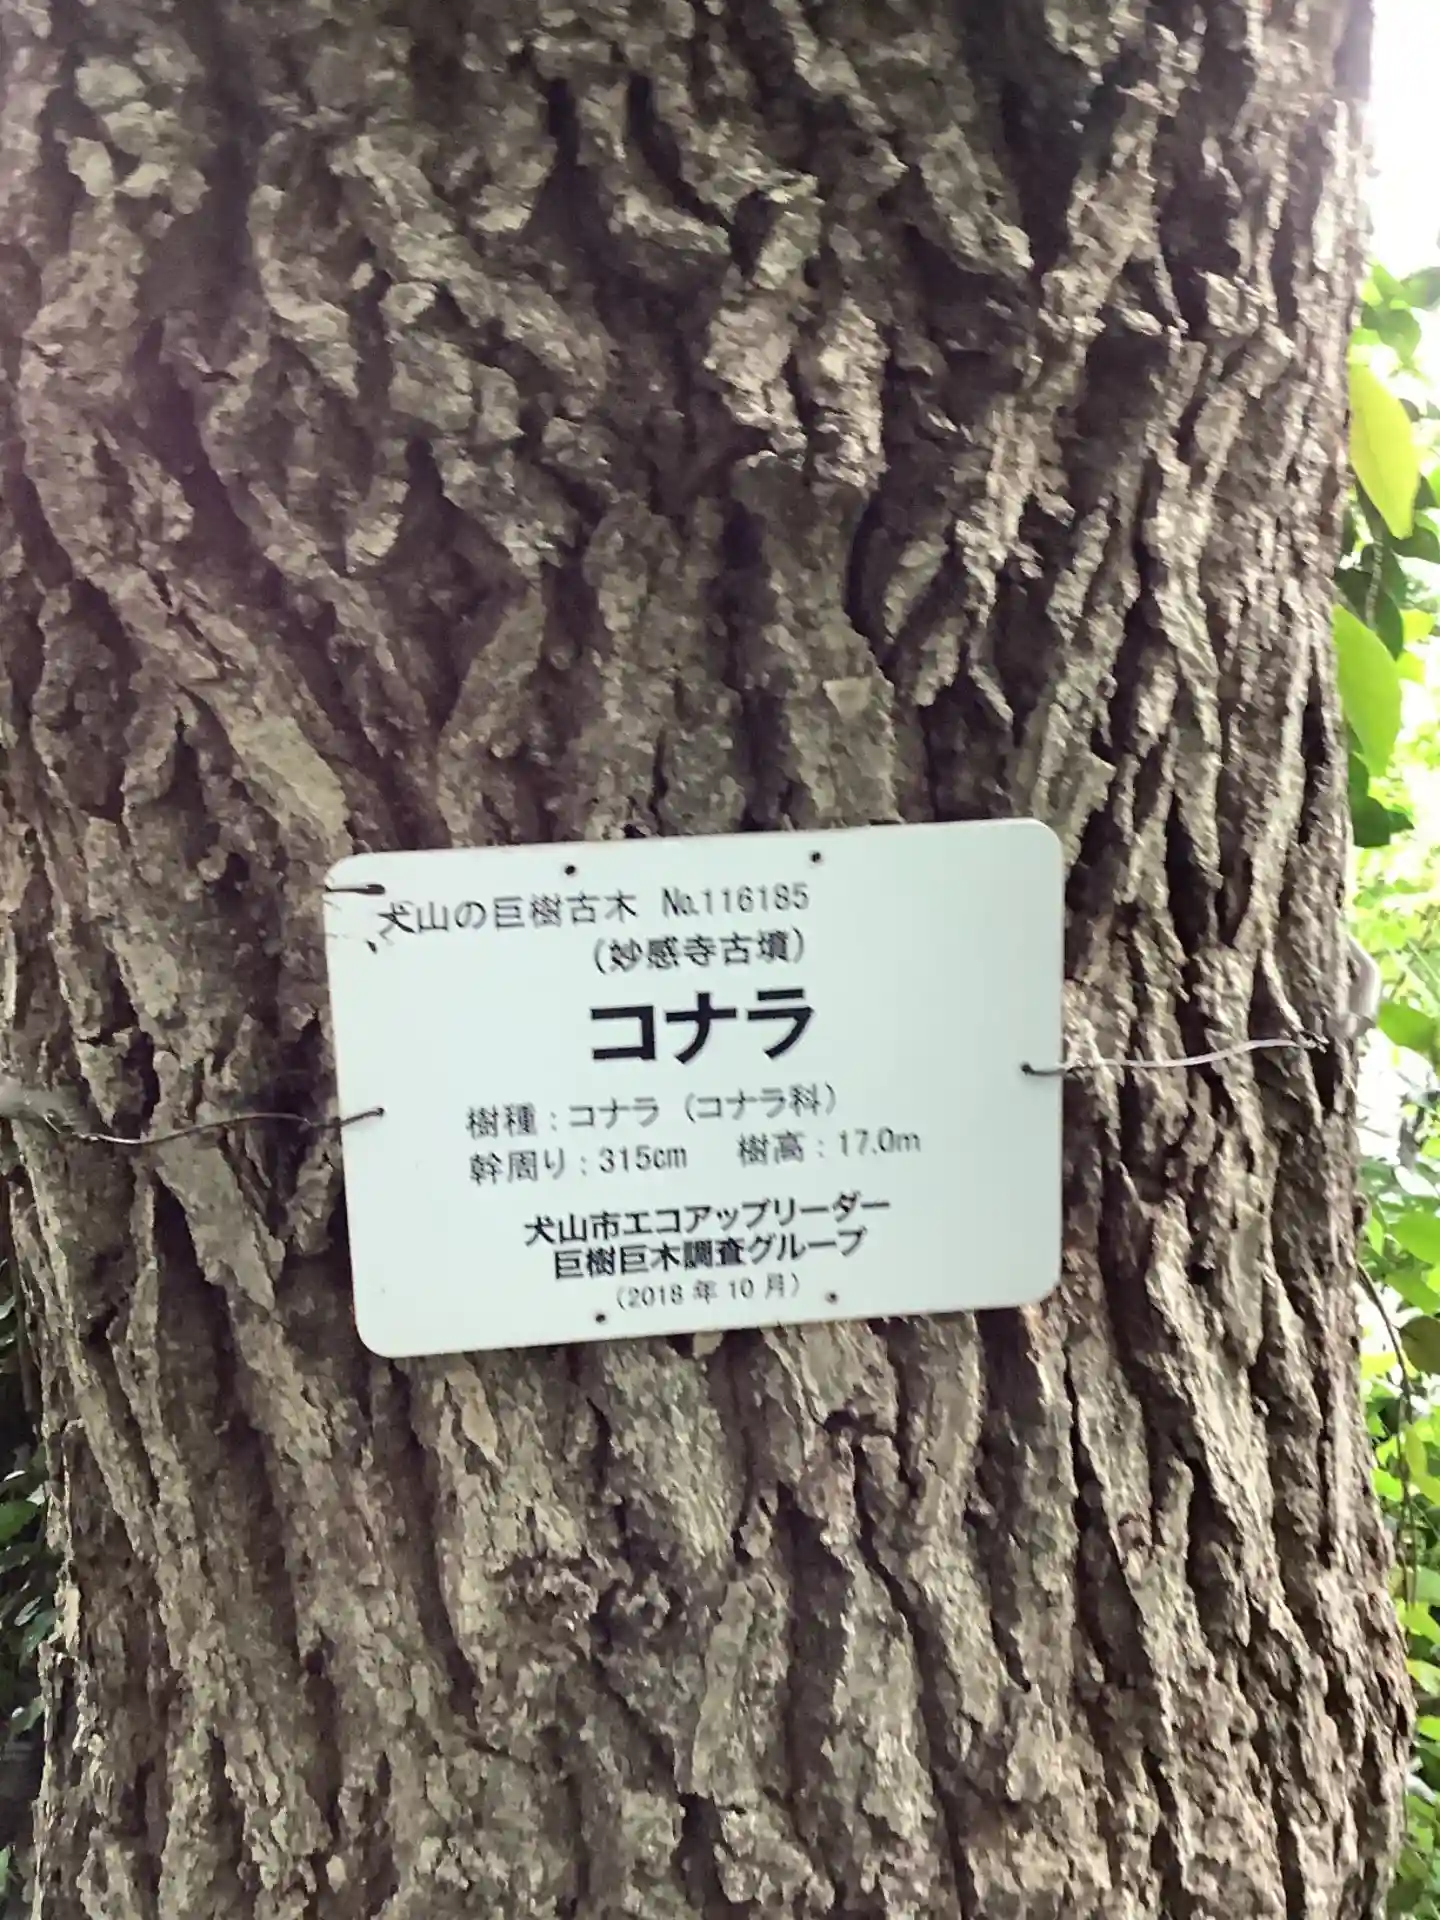 犬山の巨樹古木 No.116185
(妙感寺古墳)
コナラ
樹種:コナラ(コナラ科)
幹周り:315cm 樹高:17.0m
犬山市エコアップリーダー
巨樹巨木調査グループ
(2018年10月)